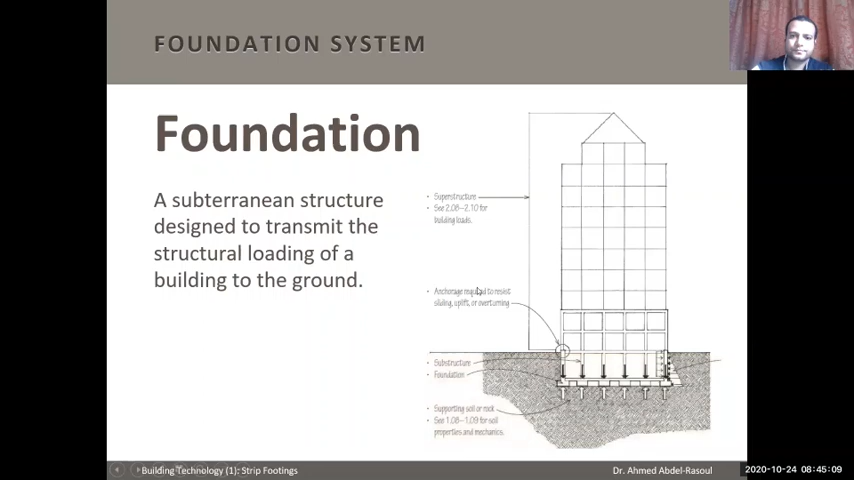 FOUNDATION SYSTEM
Foundation
A subterranean structure
designed to transmit the
structural loading of a
building to the ground.
• Superstructure
• See 2.08–2.10 for
building loads.
• Anchorage required to resist
sliding, uplift, or overturning
• Substructure
• Foundation
• Supporting soil or rock
• See 1.08–1.09 for soil
properties and mechanics.
Building Technology (1): Strip Footings
Dr. Ahmed Abdel-Rasoul
2020-10-24 08:45:09